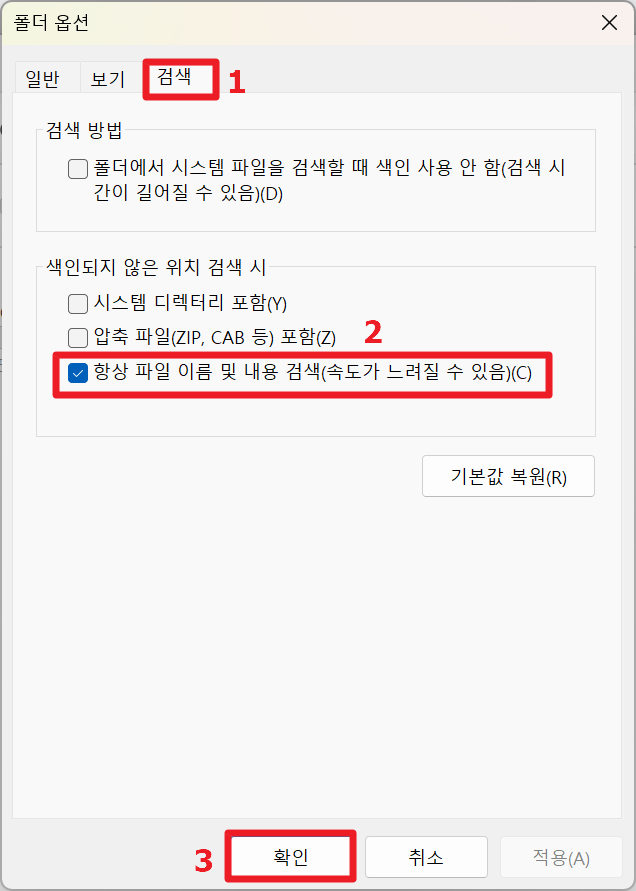 폴더 옵션
일반
보기
검색
1
검색 방법
폴더에서 시스템 파일을 검색할 때 색인 사용 안 함(검색 시
간이 길어질 수 있음)(D)
색인되지 않은 위치 검색 시
시스템 디렉터리 포함(Y)
압축 파일(ZIP, CAB 등) 포함(Z)
2
항상 파일 이름 및 내용 검색(속도가 느려질 수 있음)(C)
기본값 복원(R)
3
확인
취소
적용(A)